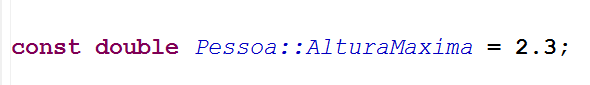 const double Pessoa::AlturaMaxima = 2.3;